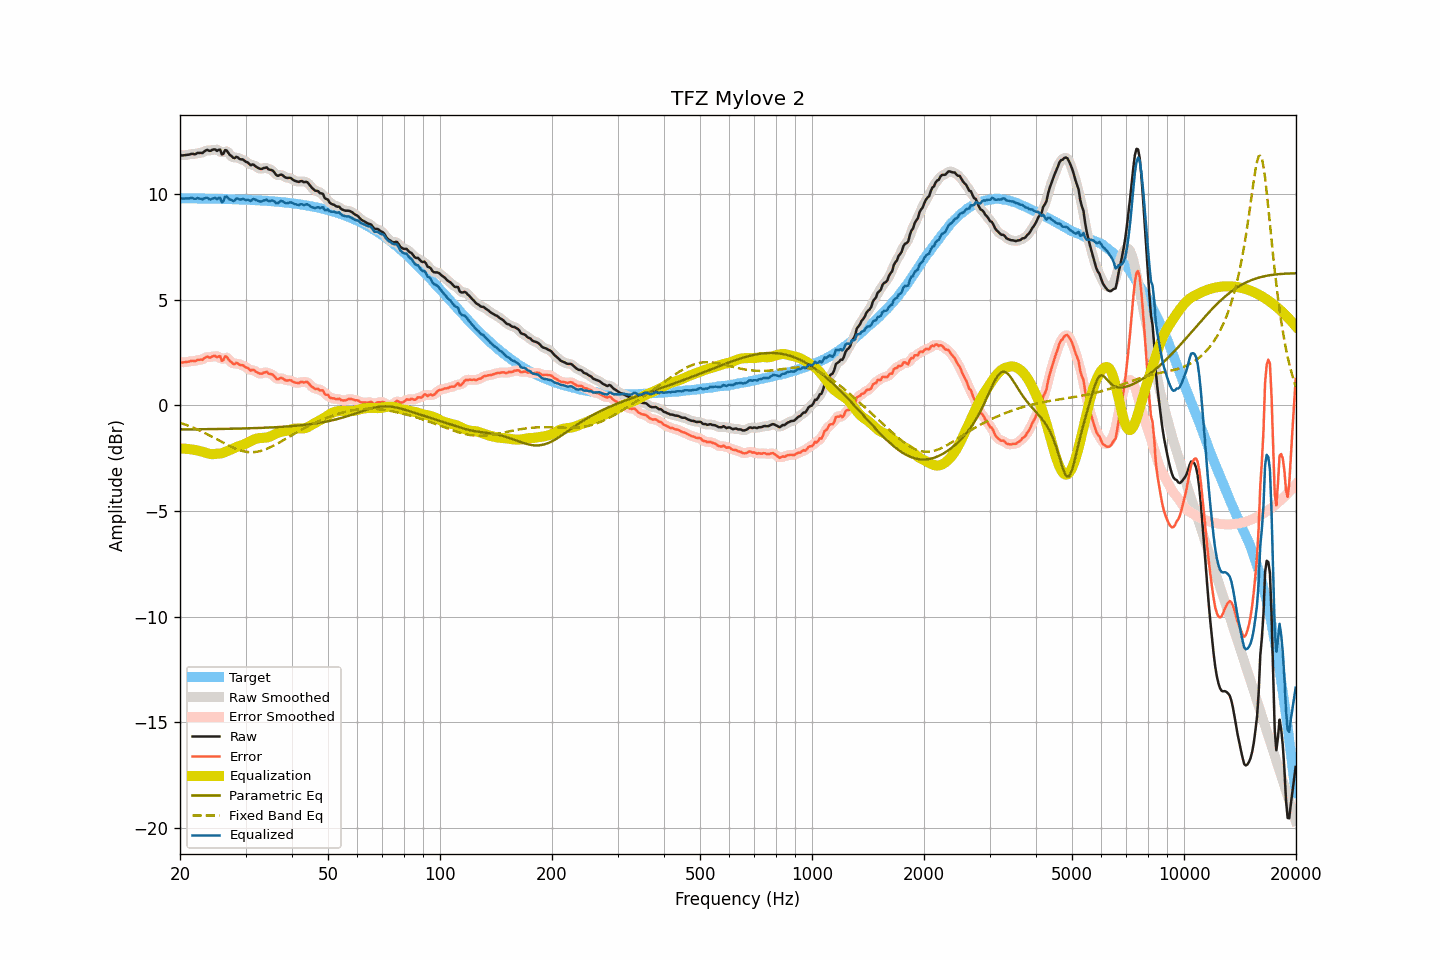 TFZ Mylove 2
Amplitude (dBr)
10
5
0
−5
−10
−15
−20
Target
Raw Smoothed
Error Smoothed
Raw
Error
Equalization
Parametric Eq
Fixed Band Eq
Equalized
20 50 100 200 500 1000 2000 5000 10000 20000
Frequency (Hz)